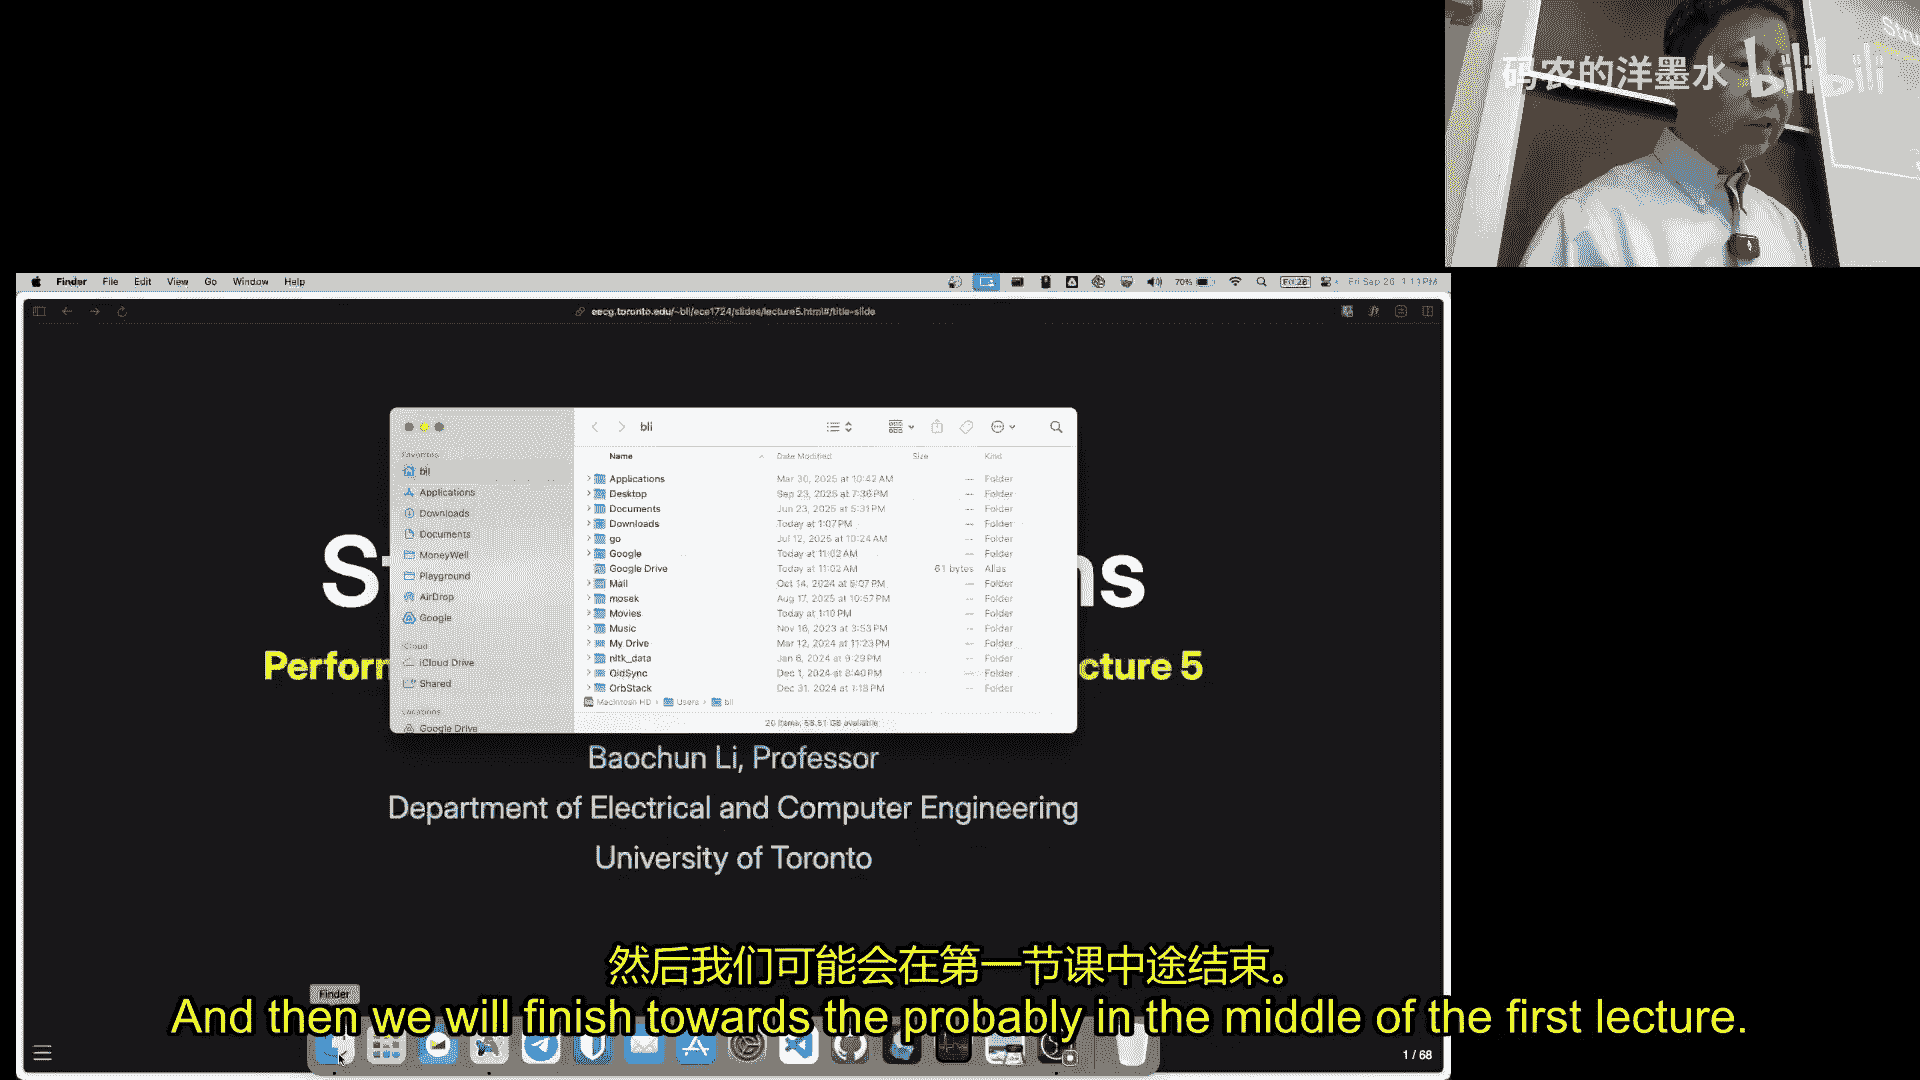 码农的洋墨水 bilibili
Stru
Finder File Edit View Go Window Help
70% Fri Sep 26 1:11PM
eecg.toronto.edu/~bli/ece1724/slides/lecture5.html#/title-slide
bli
Favorites
bli
Applications
Downloads
Documents
MoneyWell
Playground
AirDrop
Google
iCloud
iCloud Drive
Shared
Locations
Google Drive
Name Date Modified Size Kind
Applications Mar 30, 2025 at 10:42 AM -- Folder
Desktop Sep 23, 2025 at 7:36 PM -- Folder
Documents Jun 23, 2025 at 5:31 PM -- Folder
Downloads Today at 1:07 PM -- Folder
go Jul 12, 2025 at 10:24 AM -- Folder
Google Today at 11:02 AM -- Folder
Google Drive Today at 11:02 AM 61 bytes Alias
Mail Oct 14, 2024 at 5:07 PM -- Folder
mosek Aug 17, 2025 at 10:57 PM -- Folder
Movies Today at 1:10 PM -- Folder
Music Nov 16, 2023 at 3:53 PM -- Folder
My Drive Mar 12, 2024 at 11:23 PM -- Folder
nltk_data Jan 6, 2024 at 9:29 PM -- Folder
QidSync Dec 1, 2024 at 8:40 PM -- Folder
OrbStack Dec 31, 2024 at 7:18 PM -- Folder
Macintosh HD › Users › bli
20 items, 58.51 GB available
St ns
Perform cture 5
Baochun Li, Professor
Department of Electrical and Computer Engineering
University of Toronto
然后我们可能会在第一节课中途结束。
Finder
And then we will finish towards the probably in the middle of the first lecture.
1 / 68